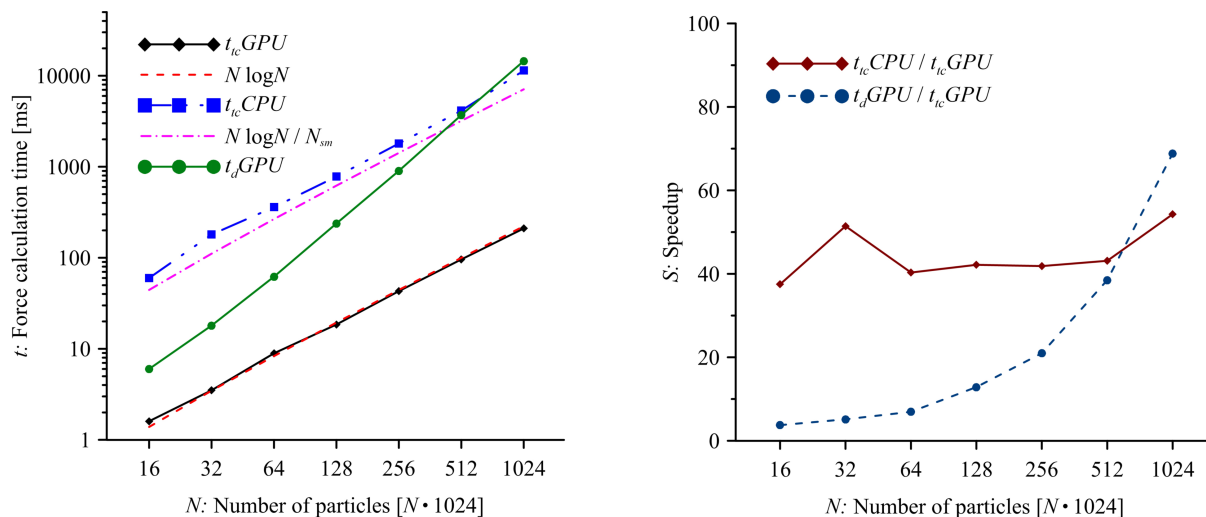 t: Force calculation time [ms]
10000
1000
100
10
1
t_tc GPU
N logN
t_tc CPU
N logN / N_sm
t_d GPU
16 32 64 128 256 512 1024
N: Number of particles [N • 1024]
S: Speedup
100
80
60
40
20
0
t_tc CPU / t_tc GPU
t_d GPU / t_tc GPU
16 32 64 128 256 512 1024
N: Number of particles [N • 1024]